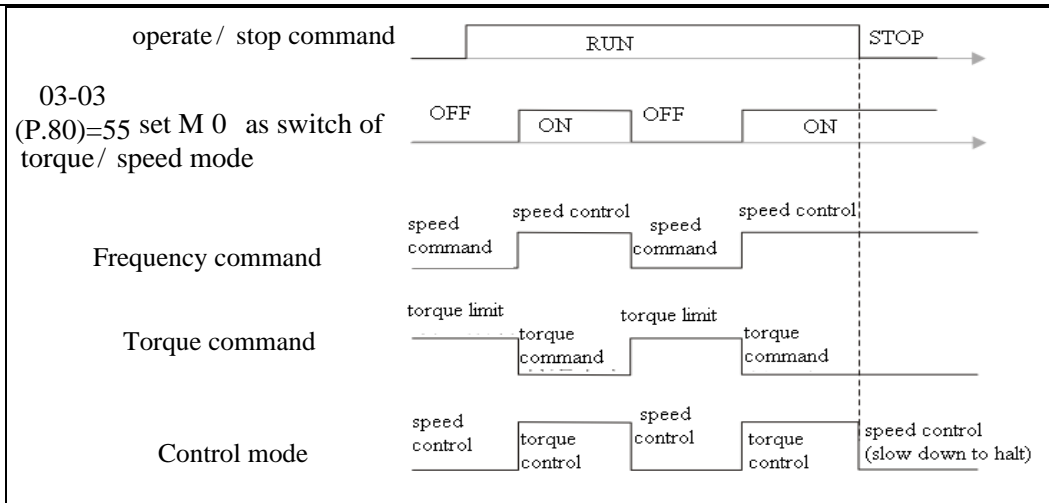 operate/ stop command
RUN
STOP
03-03
(P.80)=55 set M 0 as switch of
torque/ speed mode
OFF
ON
OFF
ON
Frequency command
speed
command
speed control
speed
command
speed control
Torque command
torque limit
torque
command
torque limit
torque
command
Control mode
speed
control
torque
control
speed
control
torque
control
speed control
(slow down to halt)